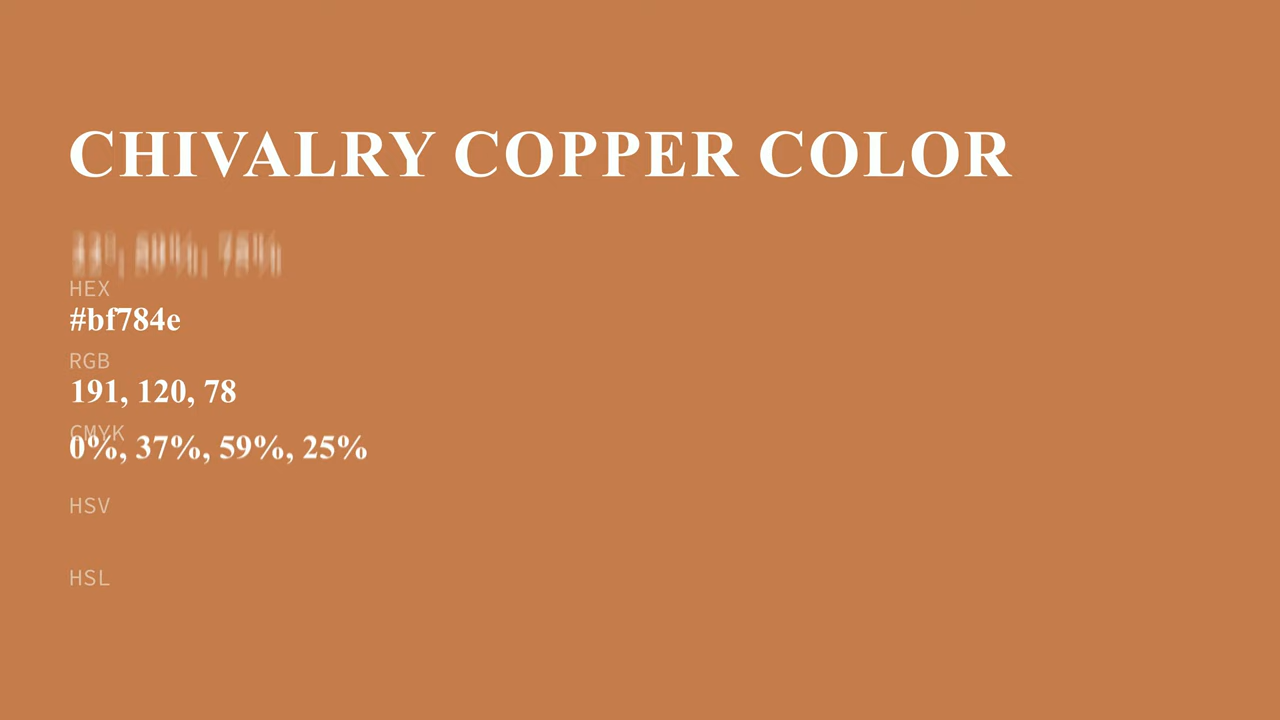 CHIVALRY COPPER COLOR
HEX
#bf784e
RGB
191, 120, 78
CMYK
0%, 37%, 59%, 25%
HSV
HSL